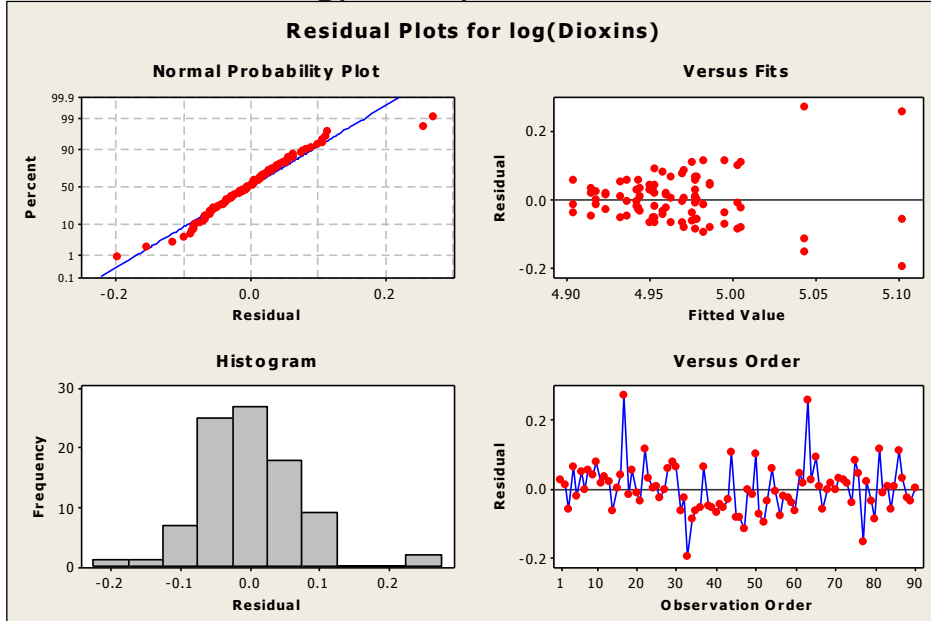 Residual Plots for log(Dioxins)
Normal Probability Plot
99.9
99
90
50
10
1
0.1
Percent
-0.2 0.0 0.2
Residual
Versus Fits
0.2
0.0
-0.2
Residual
4.90 4.95 5.00 5.05 5.10
Fitted Value
Histogram
30
20
10
0
Frequency
-0.2 -0.1 0.0 0.1 0.2
Residual
Versus Order
0.2
0.0
-0.2
Residual
1 10 20 30 40 50 60 70 80 90
Observation Order